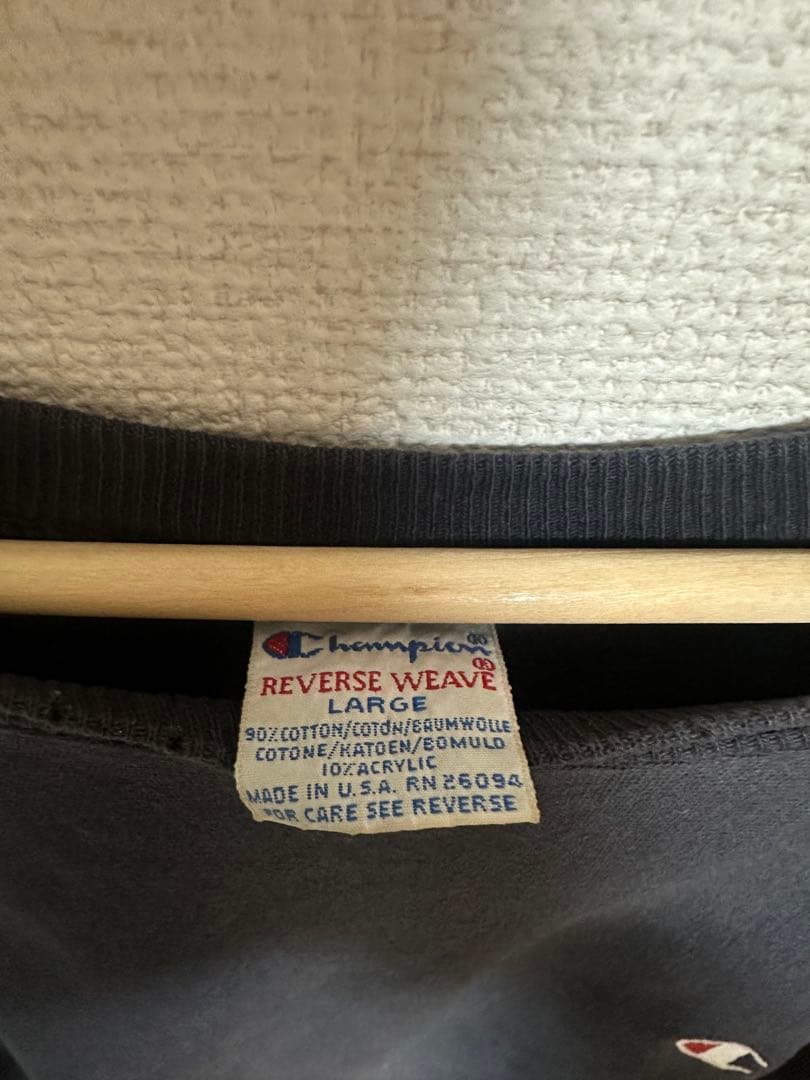 Champion®
REVERSE WEAVE®
LARGE
90% COTTON/COTON/BAUMWOLLE
COTONE/KATOEN/BOMULD
10% ACRYLIC
MADE IN U.S.A. RN 26094
FOR CARE SEE REVERSE